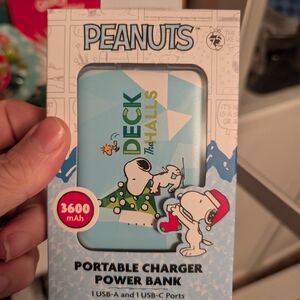 PEANUTS
DECK
The HALLS
3600
mAh
PORTABLE CHARGER
POWER BANK
1 USB-A and 1 USB-C Ports